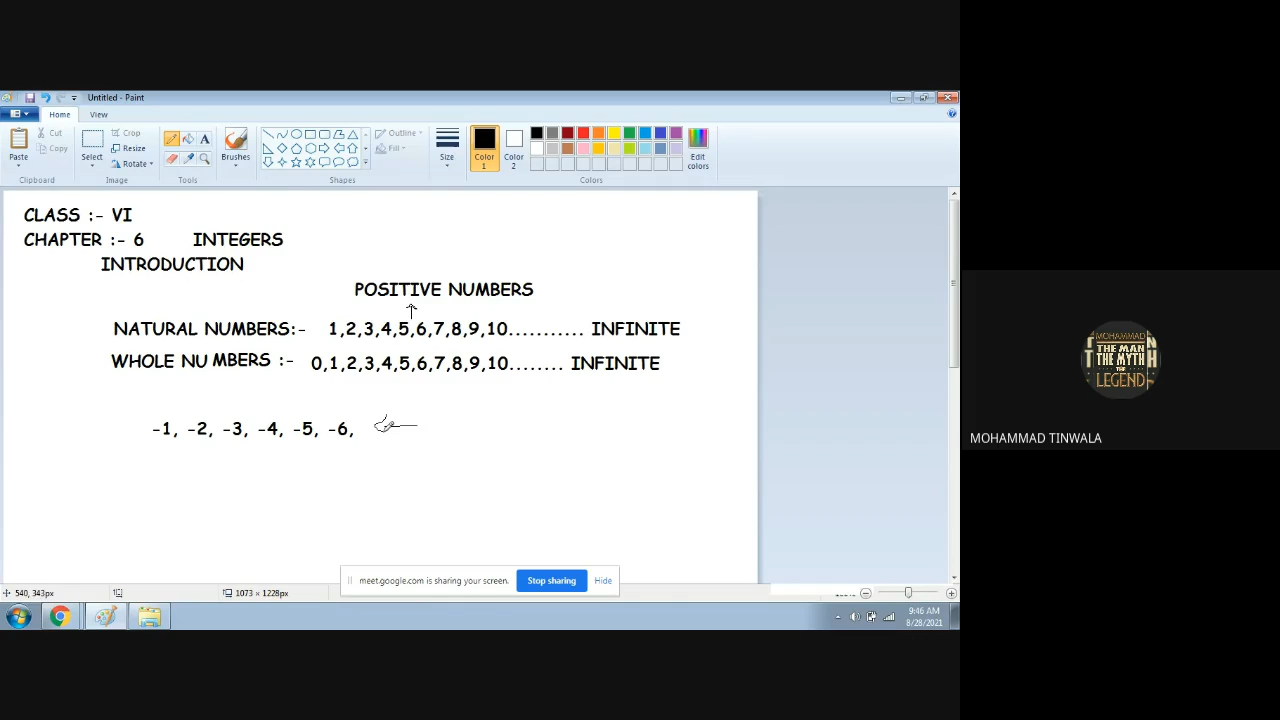 Untitled - Paint
Home View
Paste
Cut
Copy
Clipboard
Select
Crop
Resize
Rotate
Image
A
Tools
Brushes
Outline
Fill
Shapes
Size
Color 1
Color 2
Edit colors
Colors
CLASS :- VI
CHAPTER :- 6 INTEGERS
INTRODUCTION
POSITIVE NUMBERS
NATURAL NUMBERS:- 1,2,3,4,5,6,7,8,9,10........... INFINITE
WHOLE NU MBERS :- 0,1,2,3,4,5,6,7,8,9,10........ INFINITE
-1, -2, -3, -4, -5, -6,
meet.google.com is sharing your screen. Stop sharing Hide
540, 343px
1073 × 1228px
9:46 AM
8/28/2021
MOHAMMAD
THE MAN
THE MYTH
THE
LEGEND
MOHAMMAD TINWALA